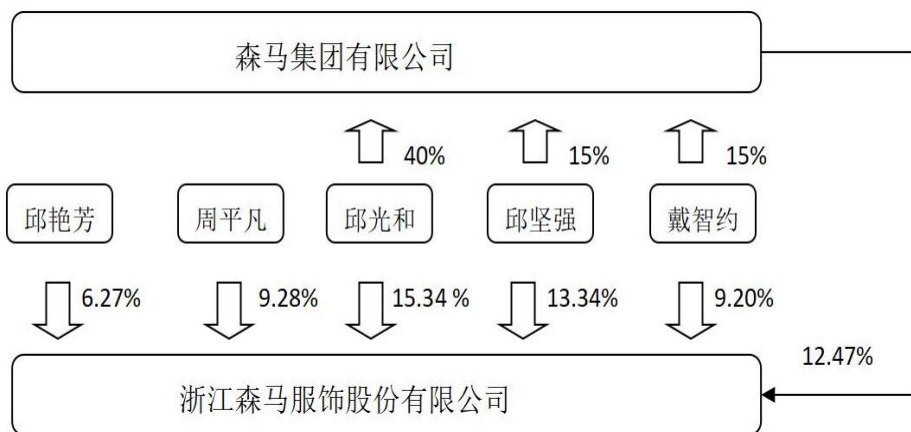 森马集团有限公司
40%
15%
15%
邱艳芳
周平凡
邱光和
邱坚强
戴智约
6.27%
9.28%
15.34 %
13.34%
9.20%
12.47%
浙江森马服饰股份有限公司